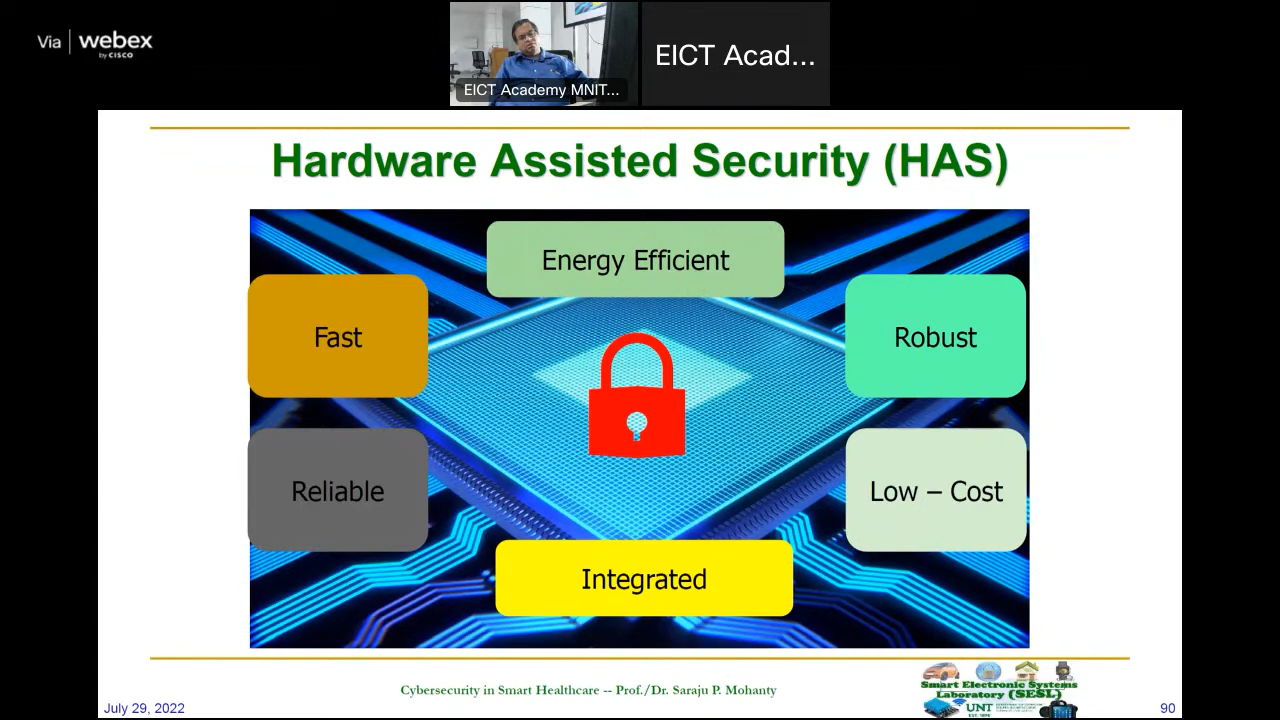 Via webex
by CISCO
EICT Academy MNIT...
EICT Acad...
Hardware Assisted Security (HAS)
Energy Efficient
Fast
Robust
Reliable
Low – Cost
Integrated
Cybersecurity in Smart Healthcare -- Prof./Dr. Saraju P. Mohanty
Smart Electronic Systems
Laboratory (SESL)
UNT
EST. 1890
July 29, 2022
90